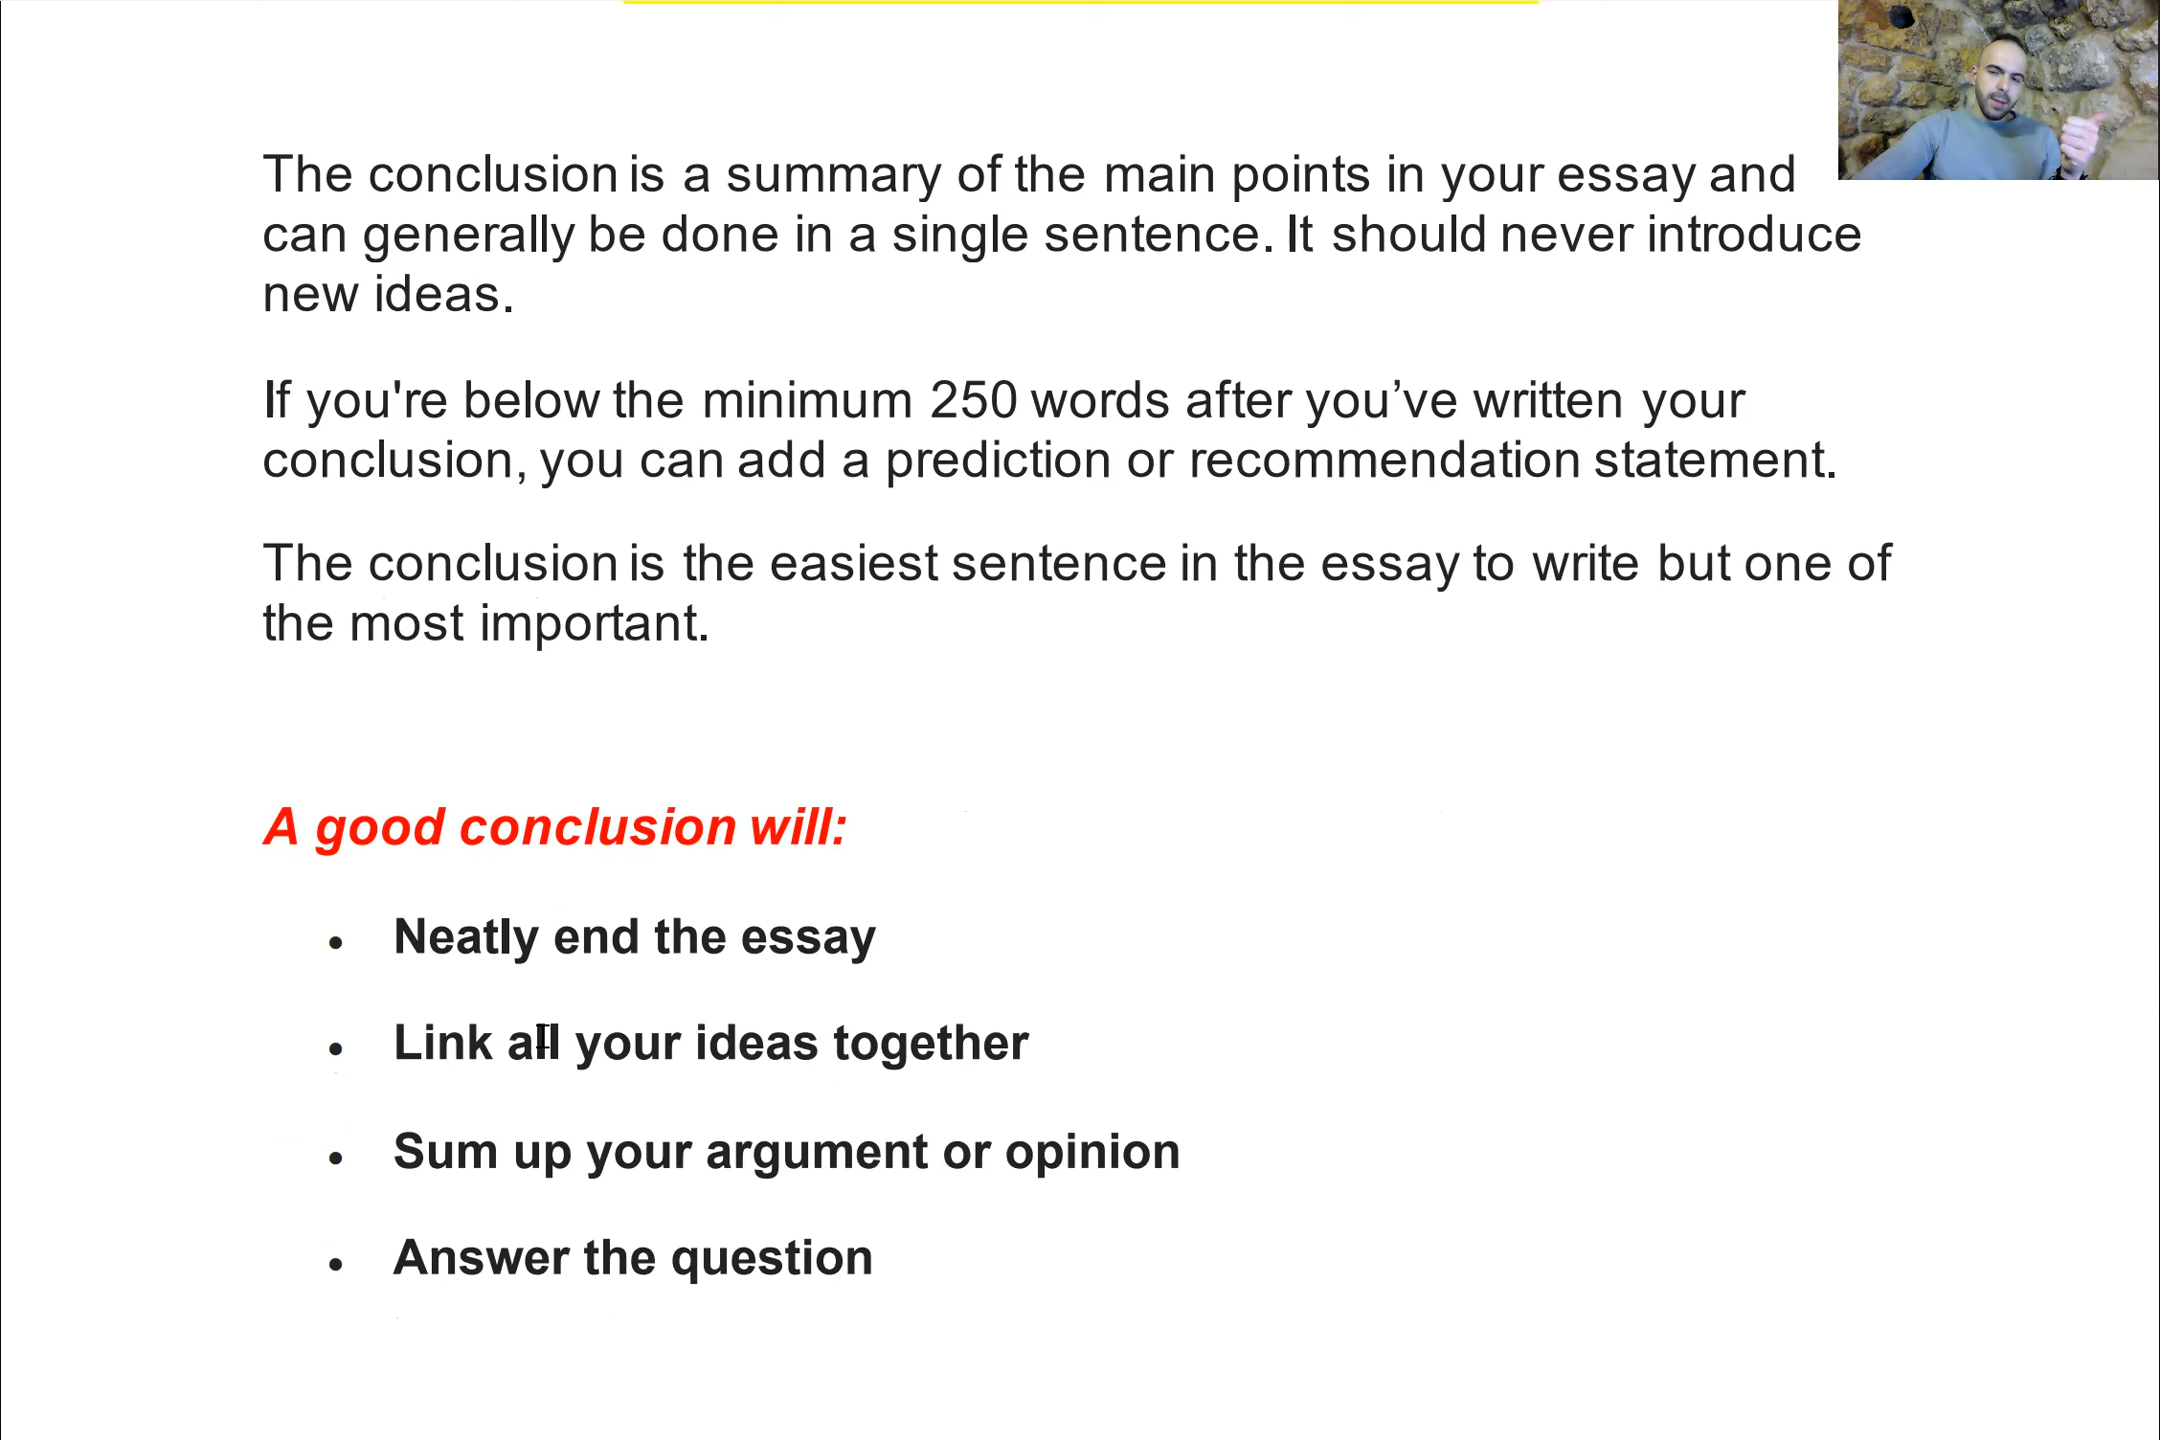 The conclusion is a summary of the main points in your essay and
can generally be done in a single sentence. It should never introduce
new ideas.
If you're below the minimum 250 words after you’ve written your
conclusion, you can add a prediction or recommendation statement.
The conclusion is the easiest sentence in the essay to write but one of
the most important.
A good conclusion will:
• Neatly end the essay
• Link all your ideas together
• Sum up your argument or opinion
• Answer the question